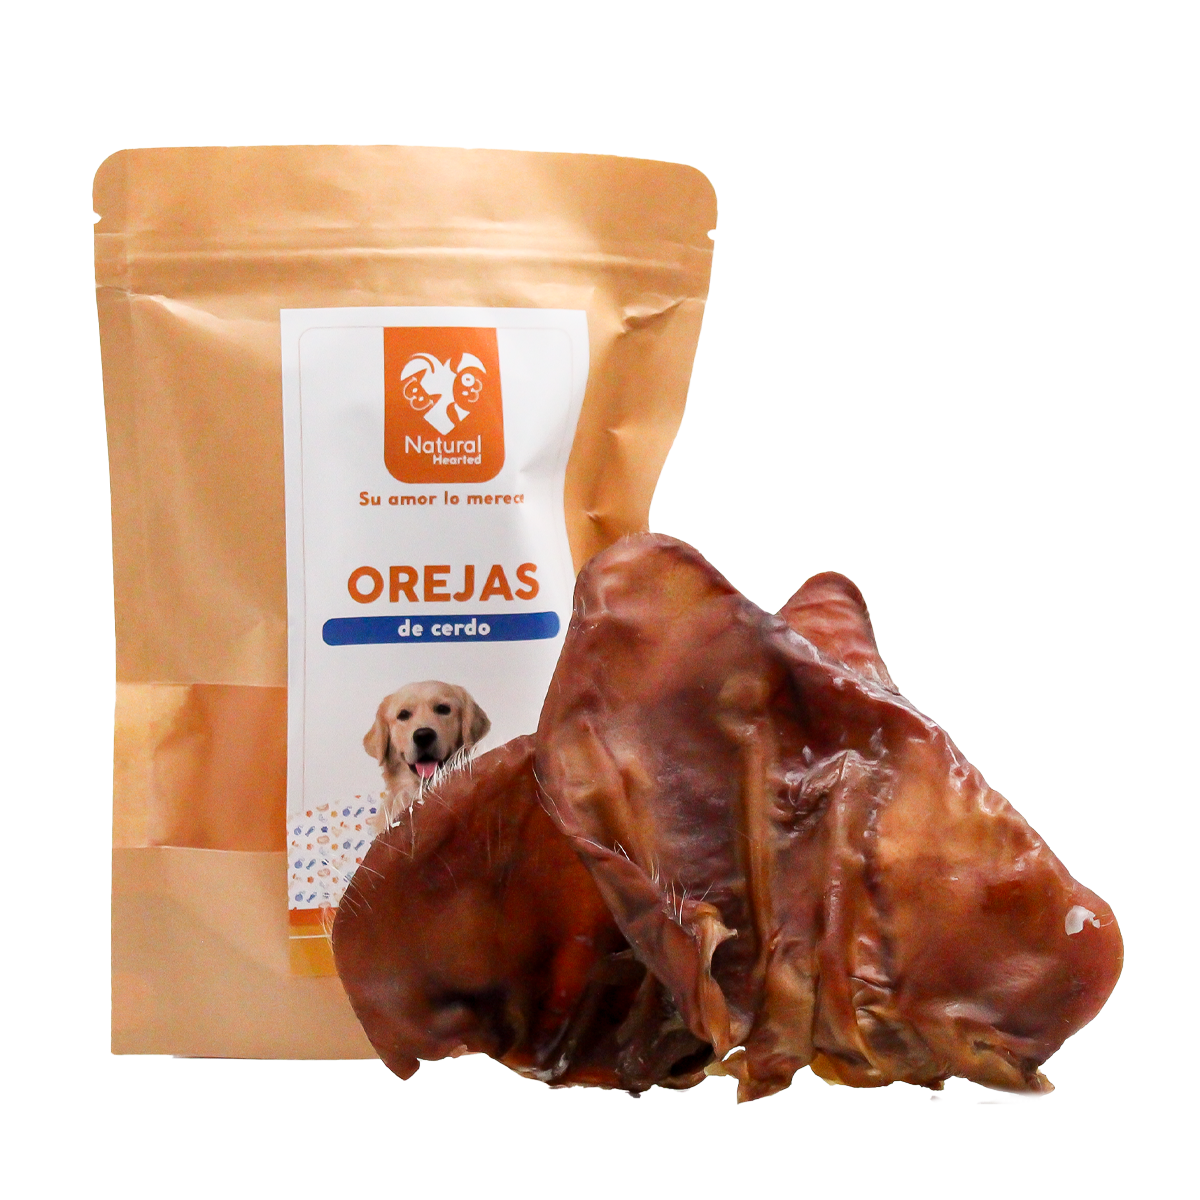 Natural
Hearted
Su amor lo merece
OREJAS
de cerdo